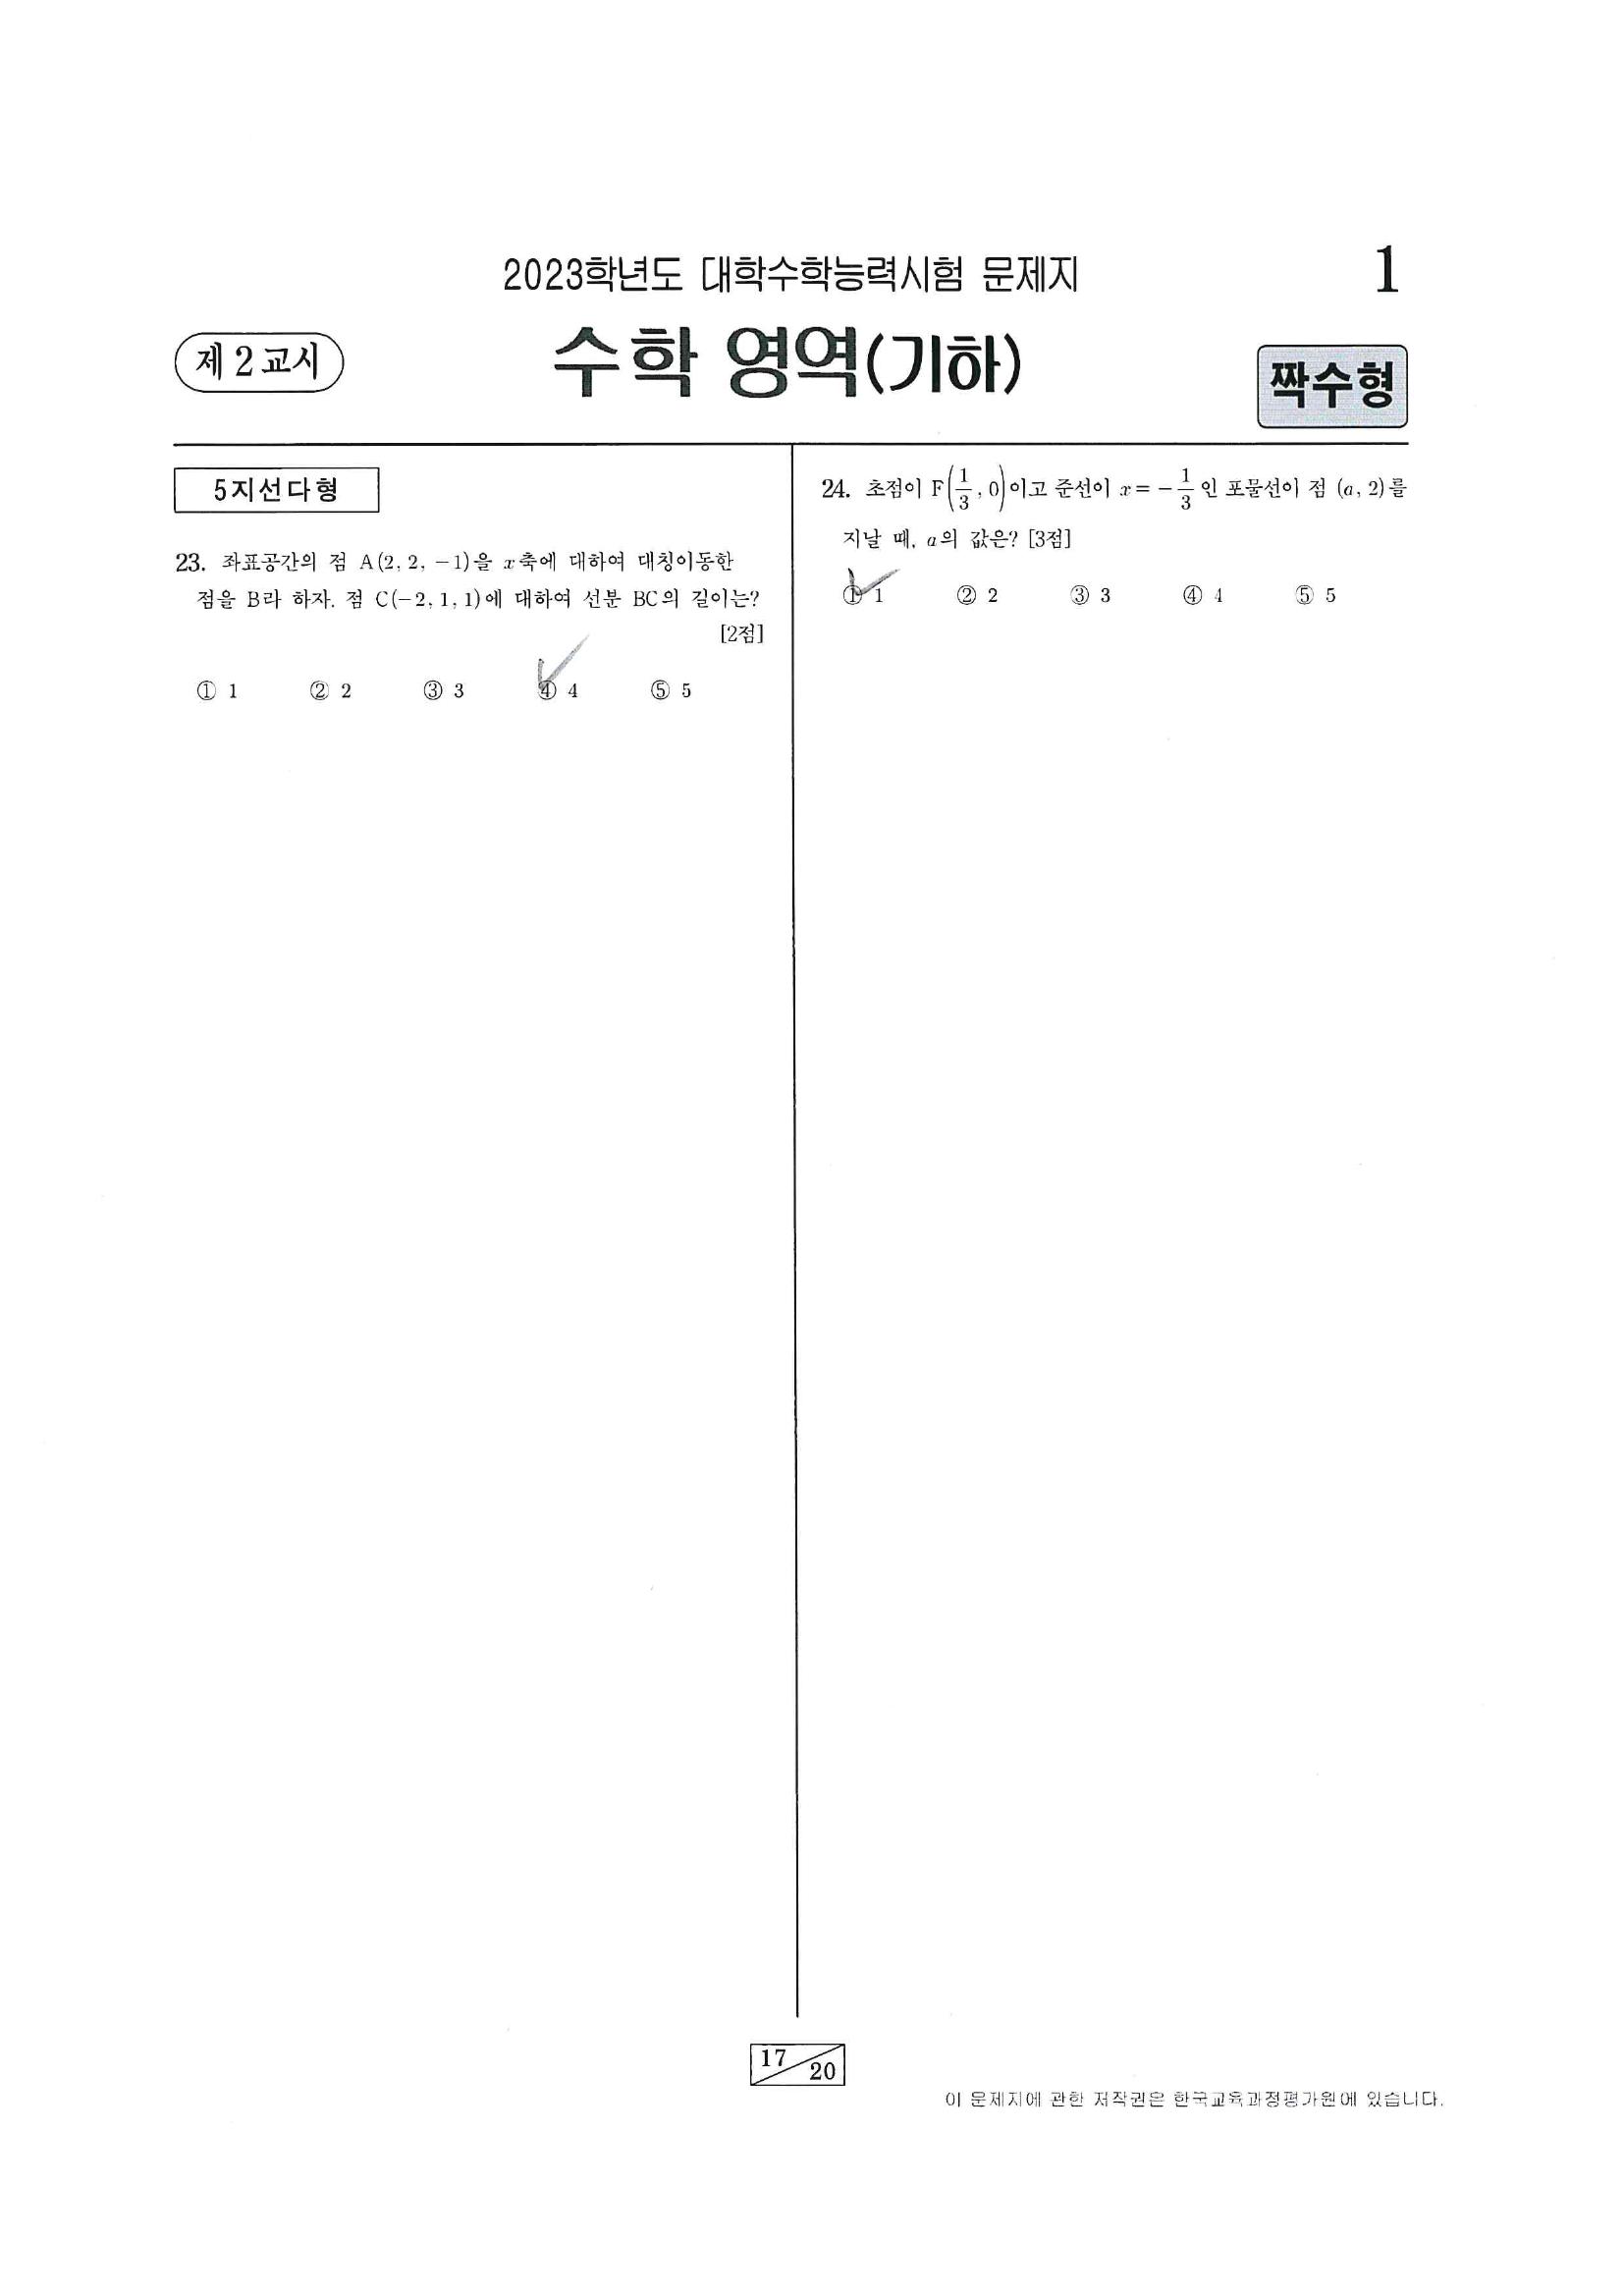 2023학년도 대학수학능력시험 문제지
1
제 2 교시
수학 영역(기하)
짝수형
5지선다형
23. 좌표공간의 점 A(2, 2, −1)을 x축에 대하여 대칭이동한
점을 B라 하자. 점 C(−2, 1, 1)에 대하여 선분 BC의 길이는?
[2점]
① 1 ② 2 ③ 3 ④ 4 ⑤ 5
24. 초점이 F(1/3, 0)이고 준선이 x = −1/3 인 포물선이 점 (a, 2)를
지날 때, a의 값은? [3점]
① 1 ② 2 ③ 3 ④ 4 ⑤ 5
17
20
이 문제지에 관한 저작권은 한국교육과정평가원에 있습니다.